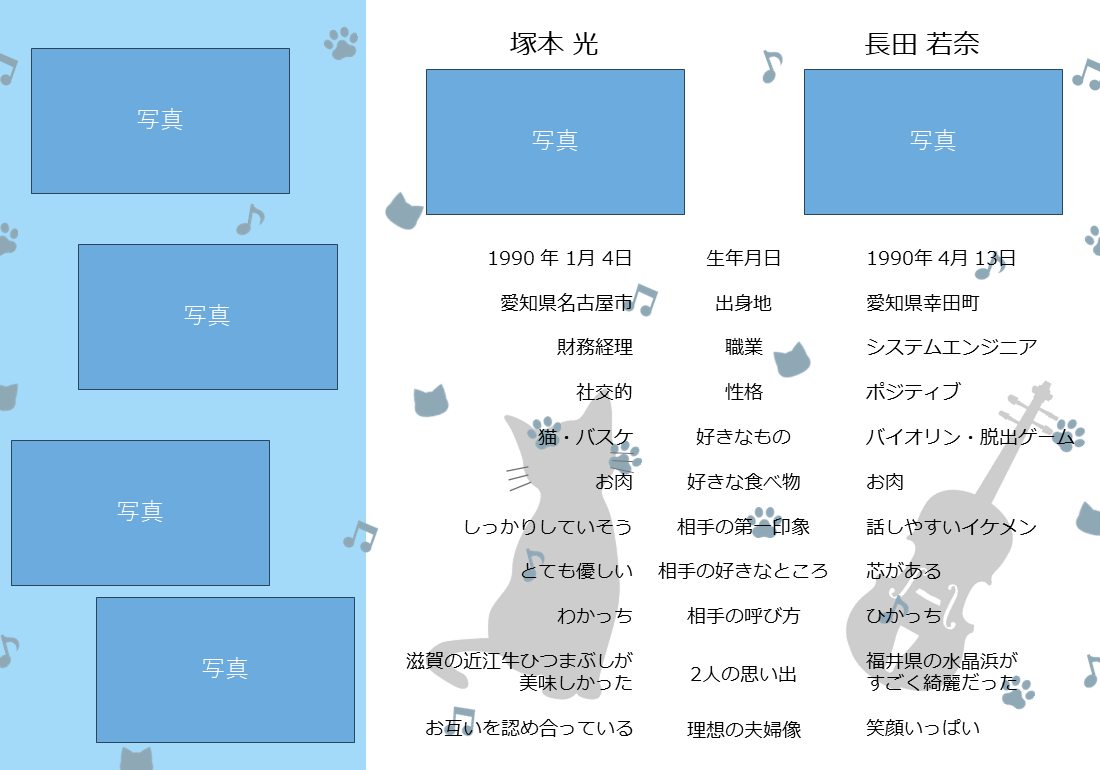 塚本 光
長田 若奈
写真
写真
写真
写真
写真
写真
1990 年 1月 4日 生年月日 1990年 4月 13日
愛知県名古屋市 出身地 愛知県幸田町
財務経理 職業 システムエンジニア
社交的 性格 ポジティブ
猫・バスケ 好きなもの バイオリン・脱出ゲーム
お肉 好きな食べ物 お肉
しっかりしていそう 相手の第一印象 話しやすいイケメン
とても優しい 相手の好きなところ 芯がある
わかっち 相手の呼び方 ひかっち
滋賀の近江牛ひつまぶしが
美味しかった
2人の思い出
福井県の水晶浜が
すごく綺麗だった
お互いを認め合っている 理想の夫婦像 笑顔いっぱい